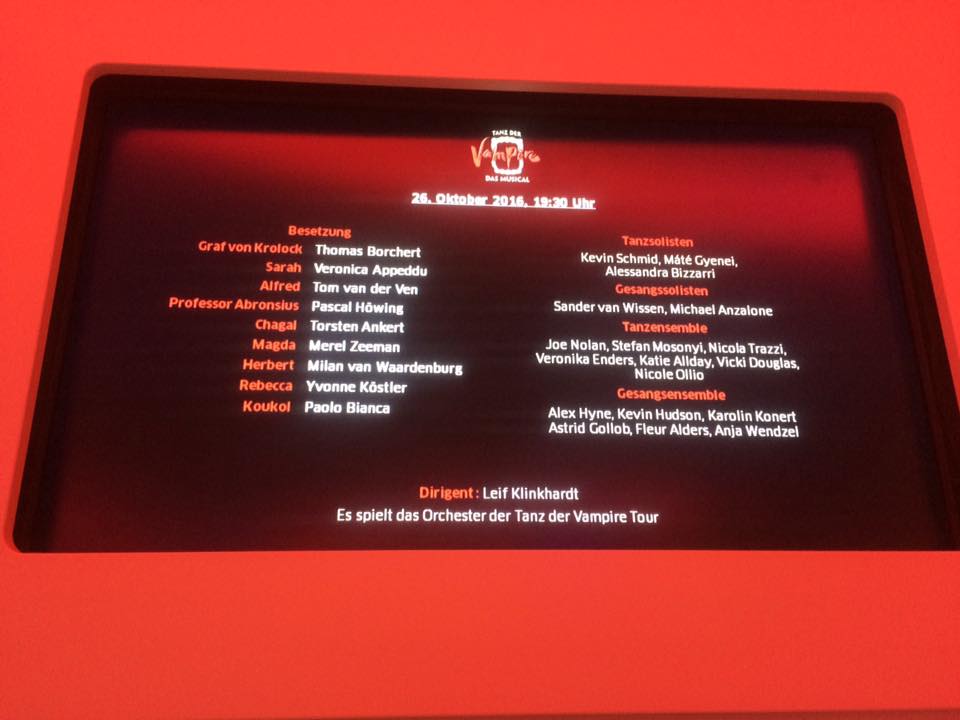 TANZ DER
Vampire
DAS MUSICAL
26. Oktober 2016, 19:30 Uhr
Besetzung
Graf von Krolock Thomas Borchert
Sarah Veronica Appeddu
Alfred Tom van der Ven
Professor Abronsius Pascal Höwing
Chagal Torsten Ankert
Magda Merel Zeeman
Herbert Milan van Waardenburg
Rebecca Yvonne Köstler
Koukol Paolo Bianca
Tanzsolisten
Kevin Schmid, Máté Gyenei,
Alessandra Bizzarri
Gesangssolisten
Sander van Wissen, Michael Anzalone
Tanzensemble
Joe Nolan, Stefan Mosonyi, Nicola Trazzi,
Veronika Enders, Katie Allday, Vicki Douglas,
Nicole Ollio
Gesangsensemble
Alex Hyne, Kevin Hudson, Karolin Konert
Astrid Gollob, Fleur Alders, Anja Wendzel
Dirigent: Leif Klinkhardt
Es spielt das Orchester der Tanz der Vampire Tour